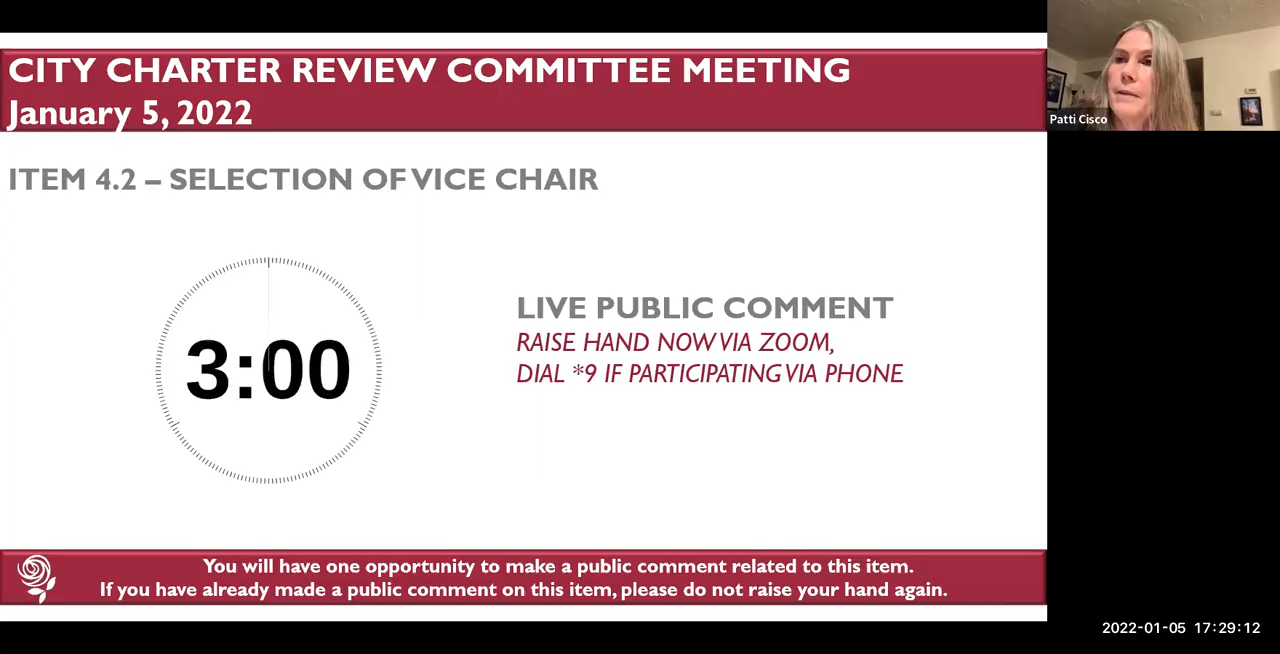 CITY CHARTER REVIEW COMMITTEE MEETING
January 5, 2022
Patti Cisco
ITEM 4.2 – SELECTION OF VICE CHAIR
3:00
LIVE PUBLIC COMMENT
RAISE HAND NOW VIA ZOOM,
DIAL *9 IF PARTICIPATING VIA PHONE
You will have one opportunity to make a public comment related to this item.
If you have already made a public comment on this item, please do not raise your hand again.
2022-01-05 17:29:12